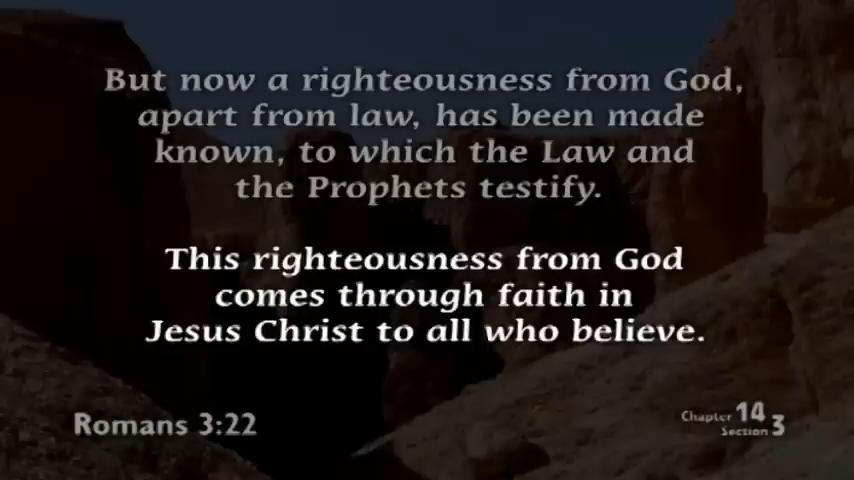 But now a righteousness from God,
apart from law, has been made
known, to which the Law and
the Prophets testify.
This righteousness from God
comes through faith in
Jesus Christ to all who believe.
Romans 3:22
Chapter 14
Section 3